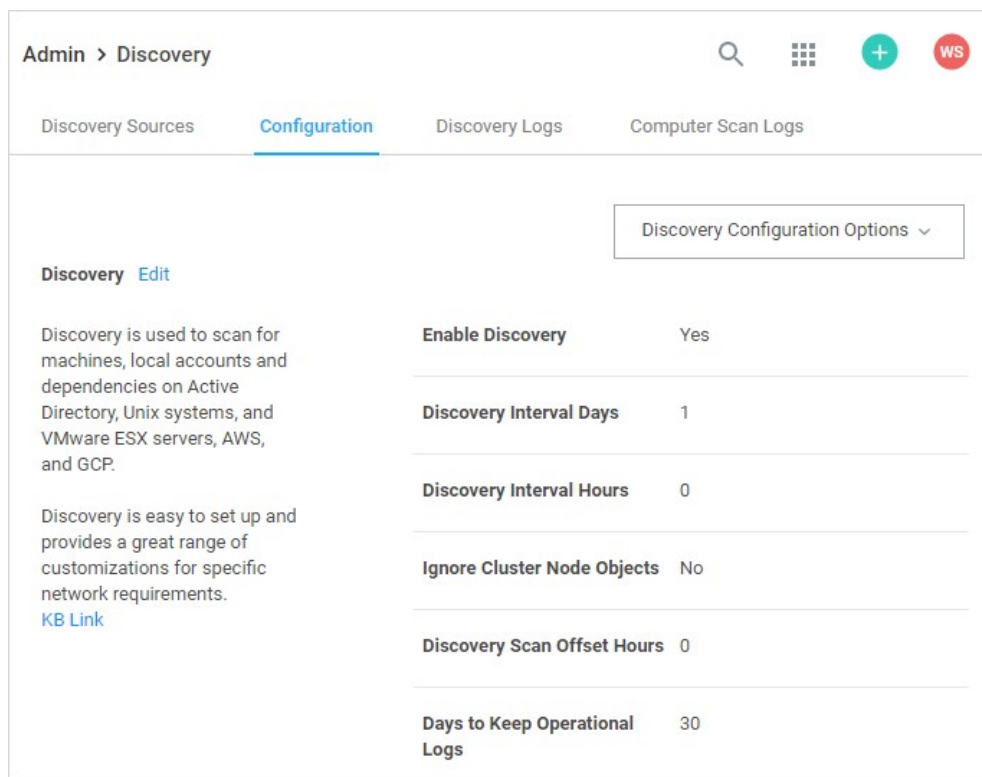 Admin > Discovery
WS
Discovery Sources
Configuration
Discovery Logs
Computer Scan Logs
Discovery Configuration Options
Discovery Edit
Discovery is used to scan for
machines, local accounts and
dependencies on Active
Directory, Unix systems, and
VMware ESX servers, AWS,
and GCP.
Discovery is easy to set up and
provides a great range of
customizations for specific
network requirements.
KB Link
Enable Discovery Yes
Discovery Interval Days 1
Discovery Interval Hours 0
Ignore Cluster Node Objects No
Discovery Scan Offset Hours 0
Days to Keep Operational 30
Logs